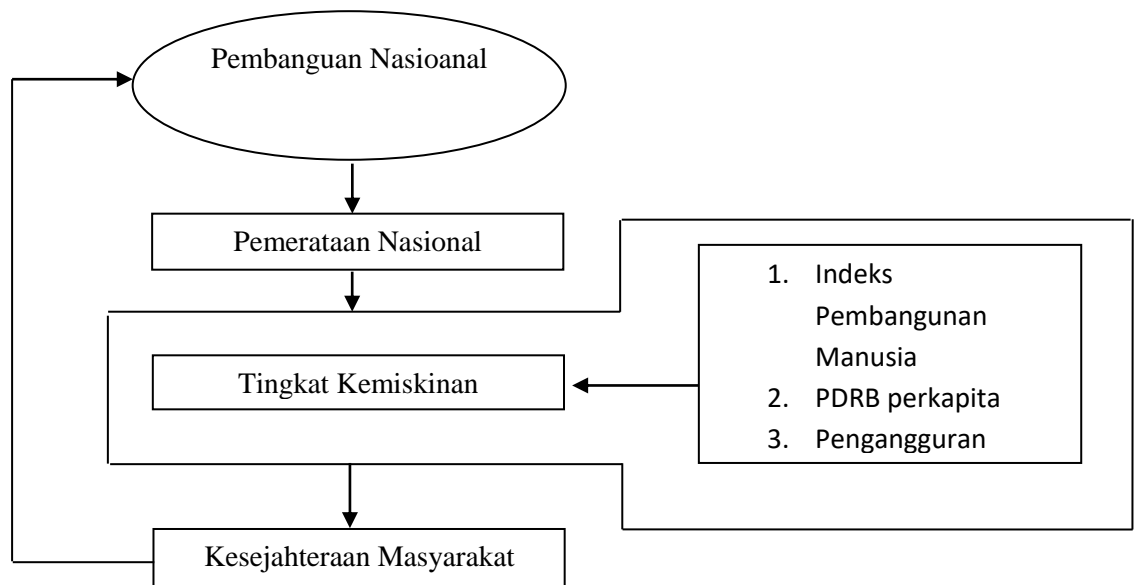 Pembanguan Nasioanal
Pemerataan Nasional
Tingkat Kemiskinan
1. Indeks
Pembangunan
Manusia
2. PDRB perkapita
3. Pengangguran
Kesejahteraan Masyarakat